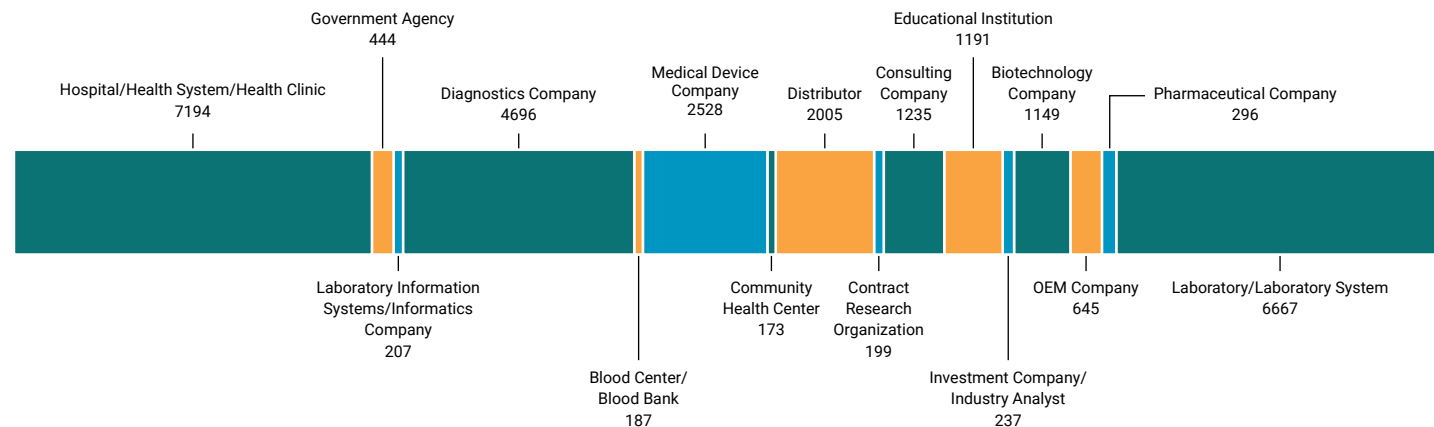 Government Agency
444
Educational Institution
1191
Hospital/Health System/Health Clinic
7194
Diagnostics Company
4696
Medical Device
Company
2528
Distributor
2005
Consulting
Company
1235
Biotechnology
Company
1149
Pharmaceutical Company
296
Laboratory Information
Systems/Informatics
Company
207
Blood Center/
Blood Bank
187
Community
Health Center
173
Contract
Research
Organization
199
Investment Company/
Industry Analyst
237
OEM Company
645
Laboratory/Laboratory System
6667